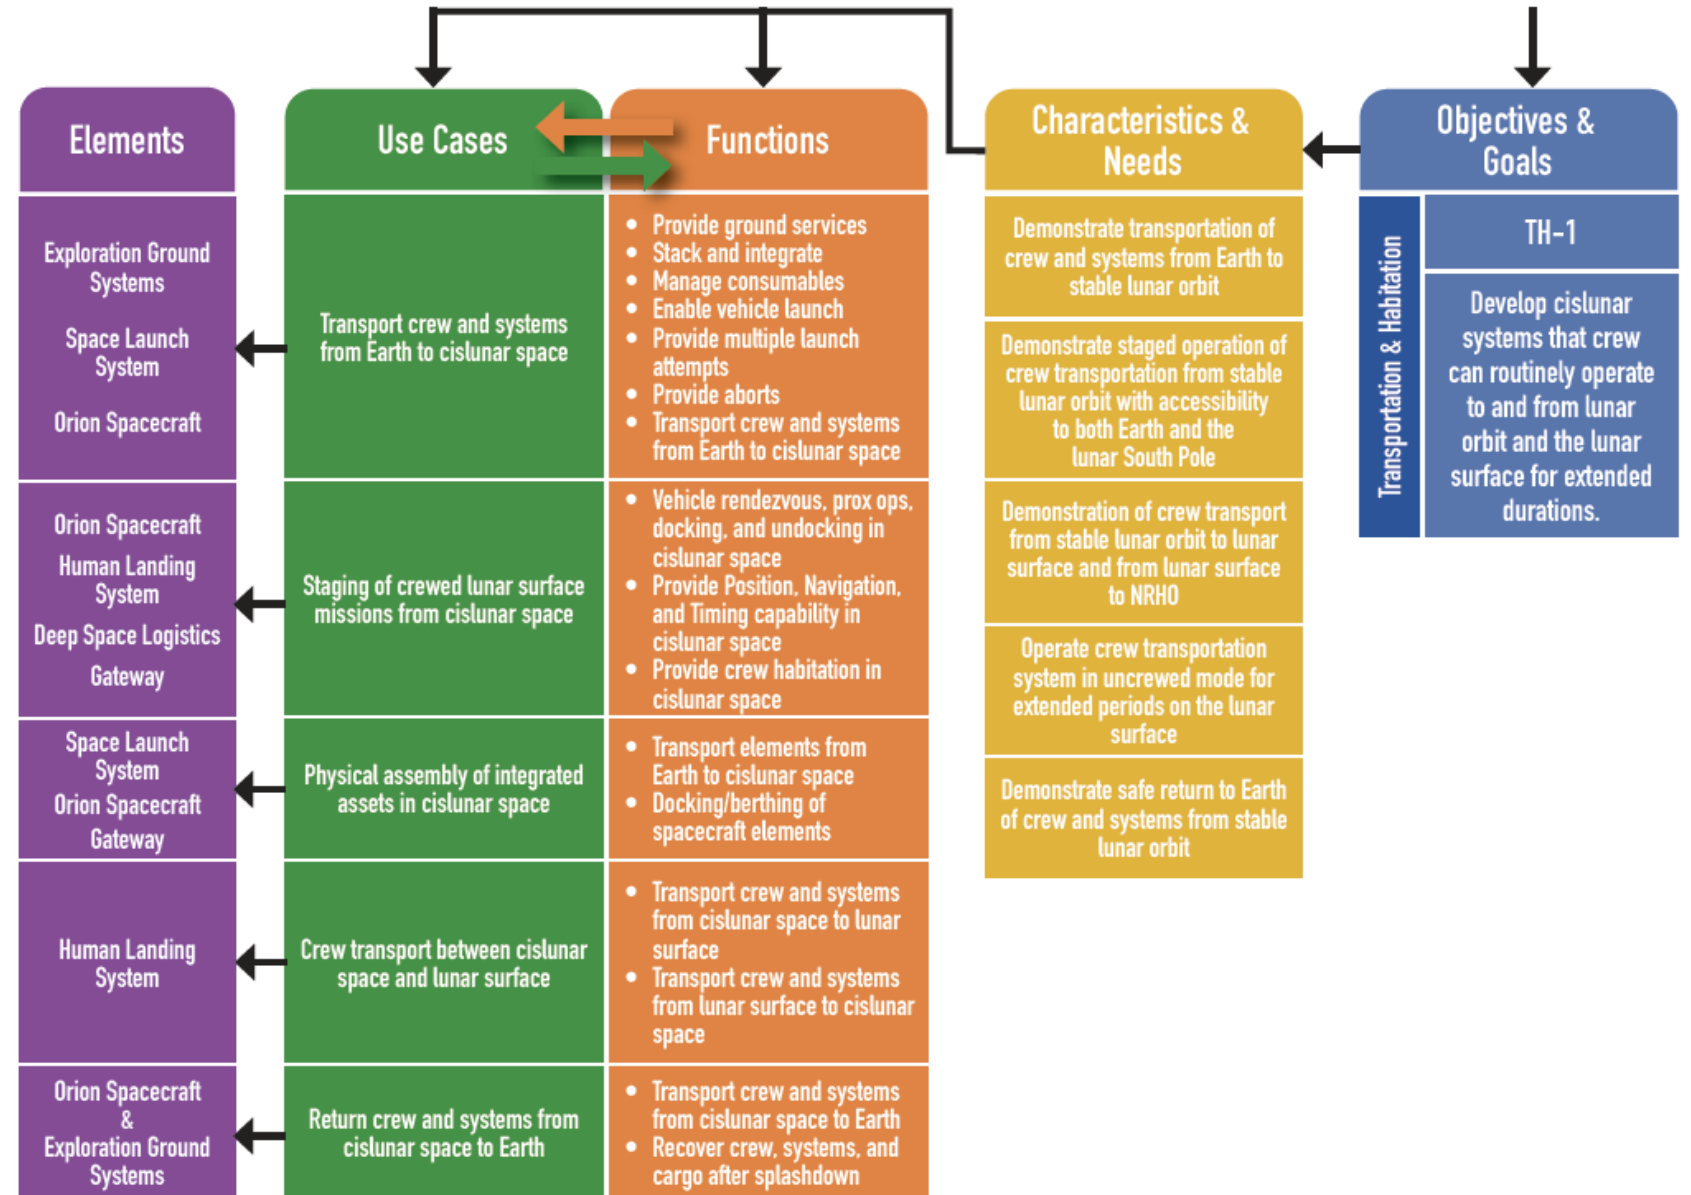 Elements
Exploration Ground
Systems
Space Launch
System
Orion Spacecraft
Orion Spacecraft
Human Landing
System
Deep Space Logistics
Gateway
Space Launch
System
Orion Spacecraft
Gateway
Human Landing
System
Orion Spacecraft
&
Exploration Ground
Systems
Use Cases
Transport crew and systems
from Earth to cislunar space
Staging of crewed lunar surface
missions from cislunar space
Physical assembly of integrated
assets in cislunar space
Crew transport between cislunar
space and lunar surface
Return crew and systems from
cislunar space to Earth
Functions
• Provide ground services
• Stack and integrate
• Manage consumables
• Enable vehicle launch
• Provide multiple launch
attempts
• Provide aborts
• Transport crew and systems
from Earth to cislunar space
• Vehicle rendezvous, prox ops,
docking, and undocking in
cislunar space
• Provide Position, Navigation,
and Timing capability in
cislunar space
• Provide crew habitation in
cislunar space
• Transport elements from
Earth to cislunar space
• Docking/berthing of
spacecraft elements
• Transport crew and systems
from cislunar space to lunar
surface
• Transport crew and systems
from lunar surface to cislunar
space
• Transport crew and systems
from cislunar space to Earth
• Recover crew, systems, and
cargo after splashdown
Characteristics &
Needs
Demonstrate transportation of
crew and systems from Earth to
stable lunar orbit
Demonstrate staged operation of
crew transportation from stable
lunar orbit with accessibility
to both Earth and the
lunar South Pole
Demonstration of crew transport
from stable lunar orbit to lunar
surface and from lunar surface
to NRHO
Operate crew transportation
system in uncrewed mode for
extended periods on the lunar
surface
Demonstrate safe return to Earth
of crew and systems from stable
lunar orbit
Objectives &
Goals
Transportation & Habitation
TH-1
Develop cislunar
systems that crew
can routinely operate
to and from lunar
orbit and the lunar
surface for extended
durations.